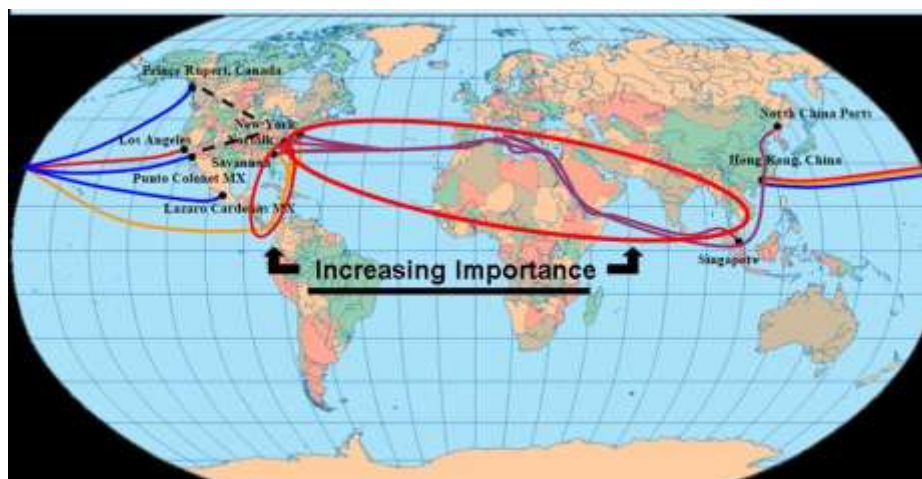 Prince Rupert, Canada
New York
Norfolk
Los Angeles
Savannah
Punto Colonet MX
Lazaro Cardenas MX
North China Ports
Hong Kong, China
Singapore
Increasing Importance